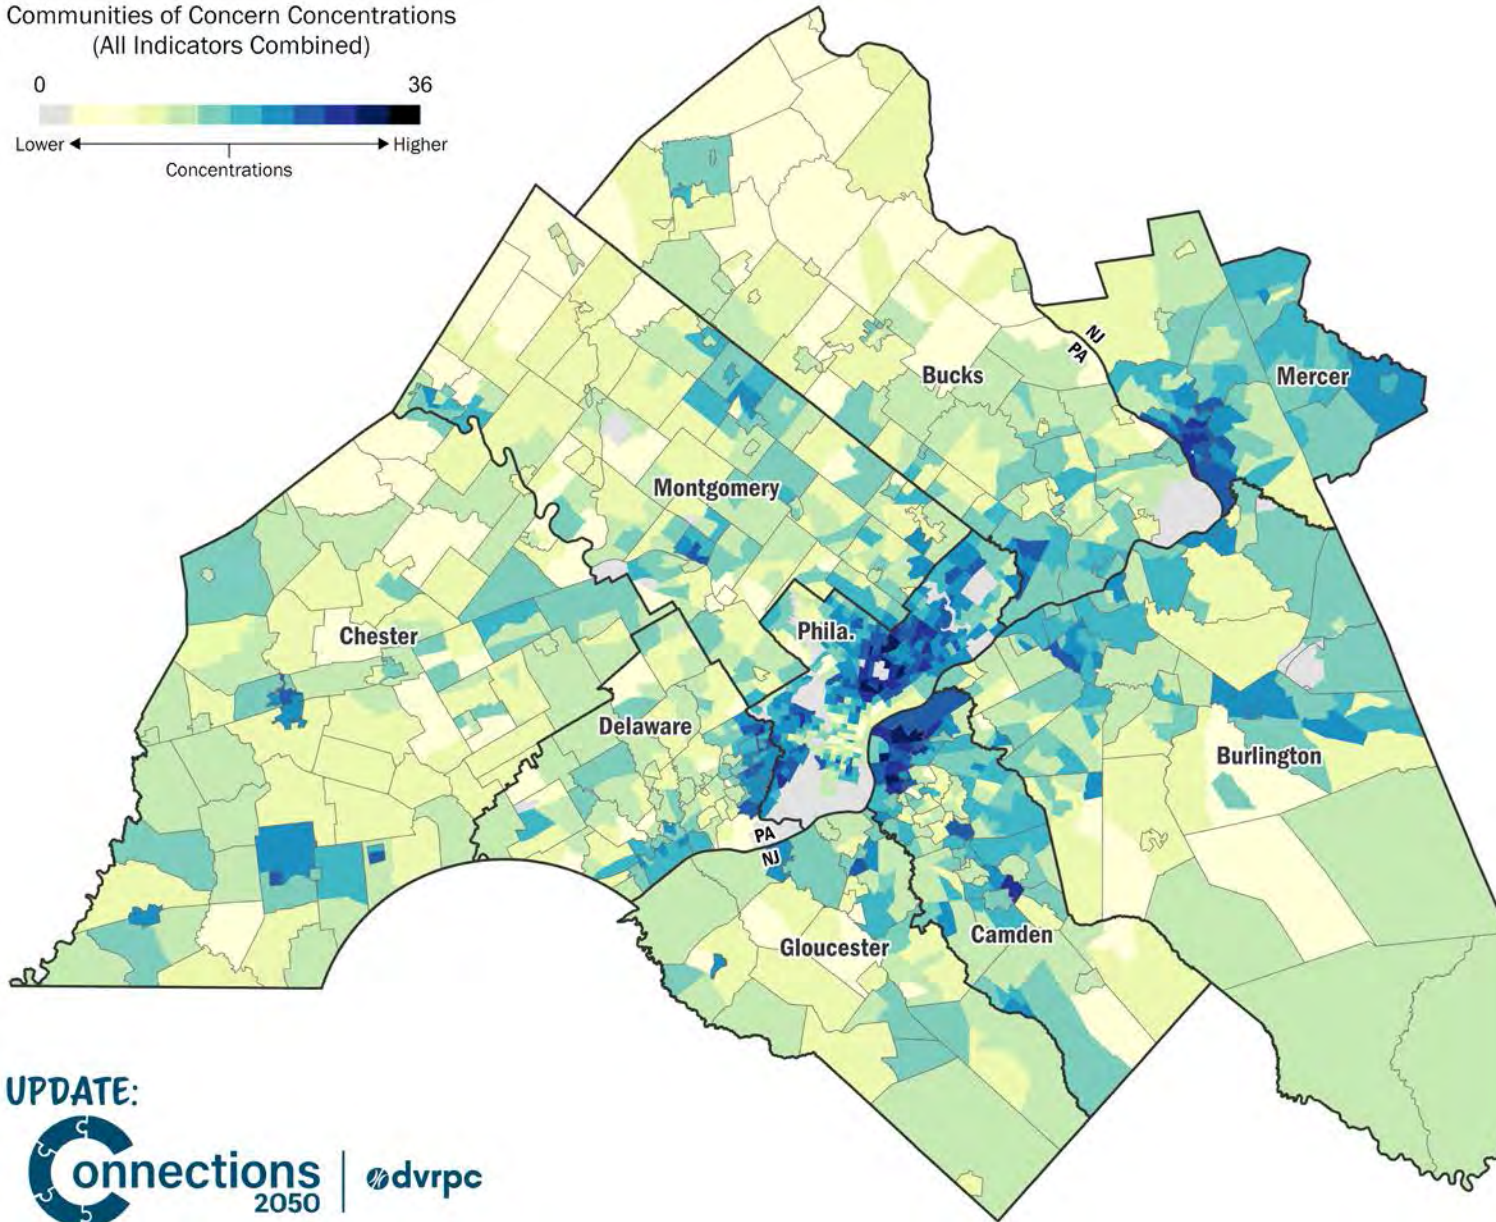 Communities of Concern Concentrations
(All Indicators Combined)
0 36
Lower Higher
Concentrations
NJ
PA
Bucks
Mercer
Montgomery
Phila.
Chester
Delaware
Burlington
PA
NJ
Camden
Gloucester
UPDATE:
Connections
2050
dvrpc